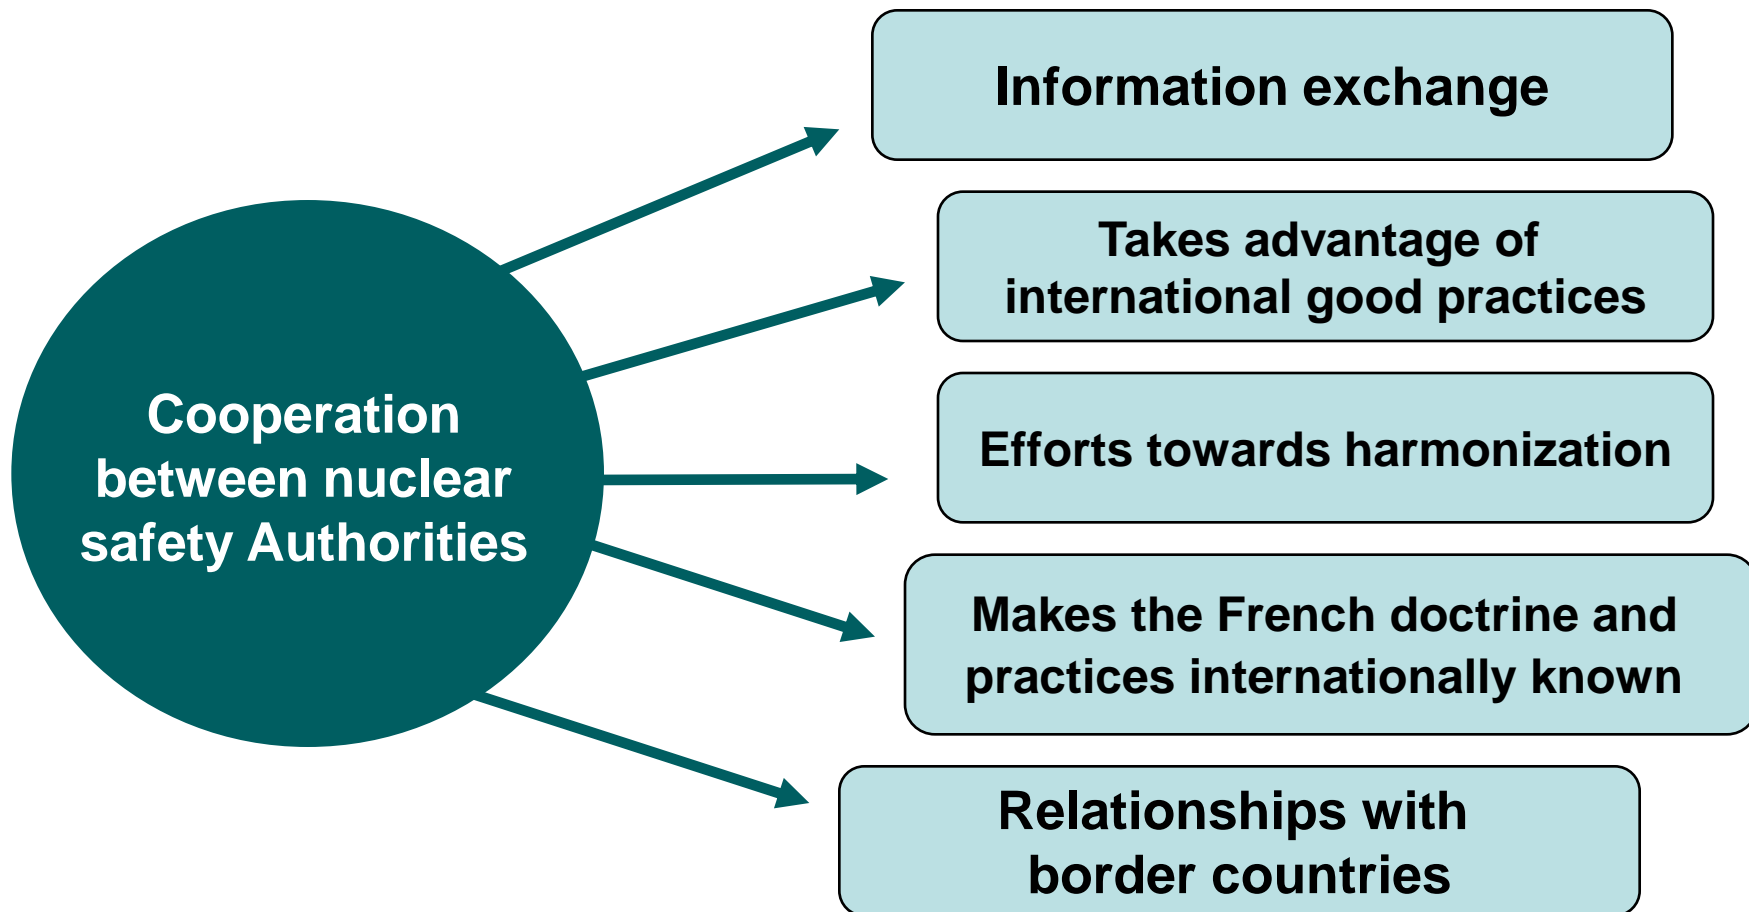 Cooperation
between nuclear
safety Authorities
Information exchange
Takes advantage of
international good practices
Efforts towards harmonization
Makes the French doctrine and
practices internationally known
Relationships with
border countries